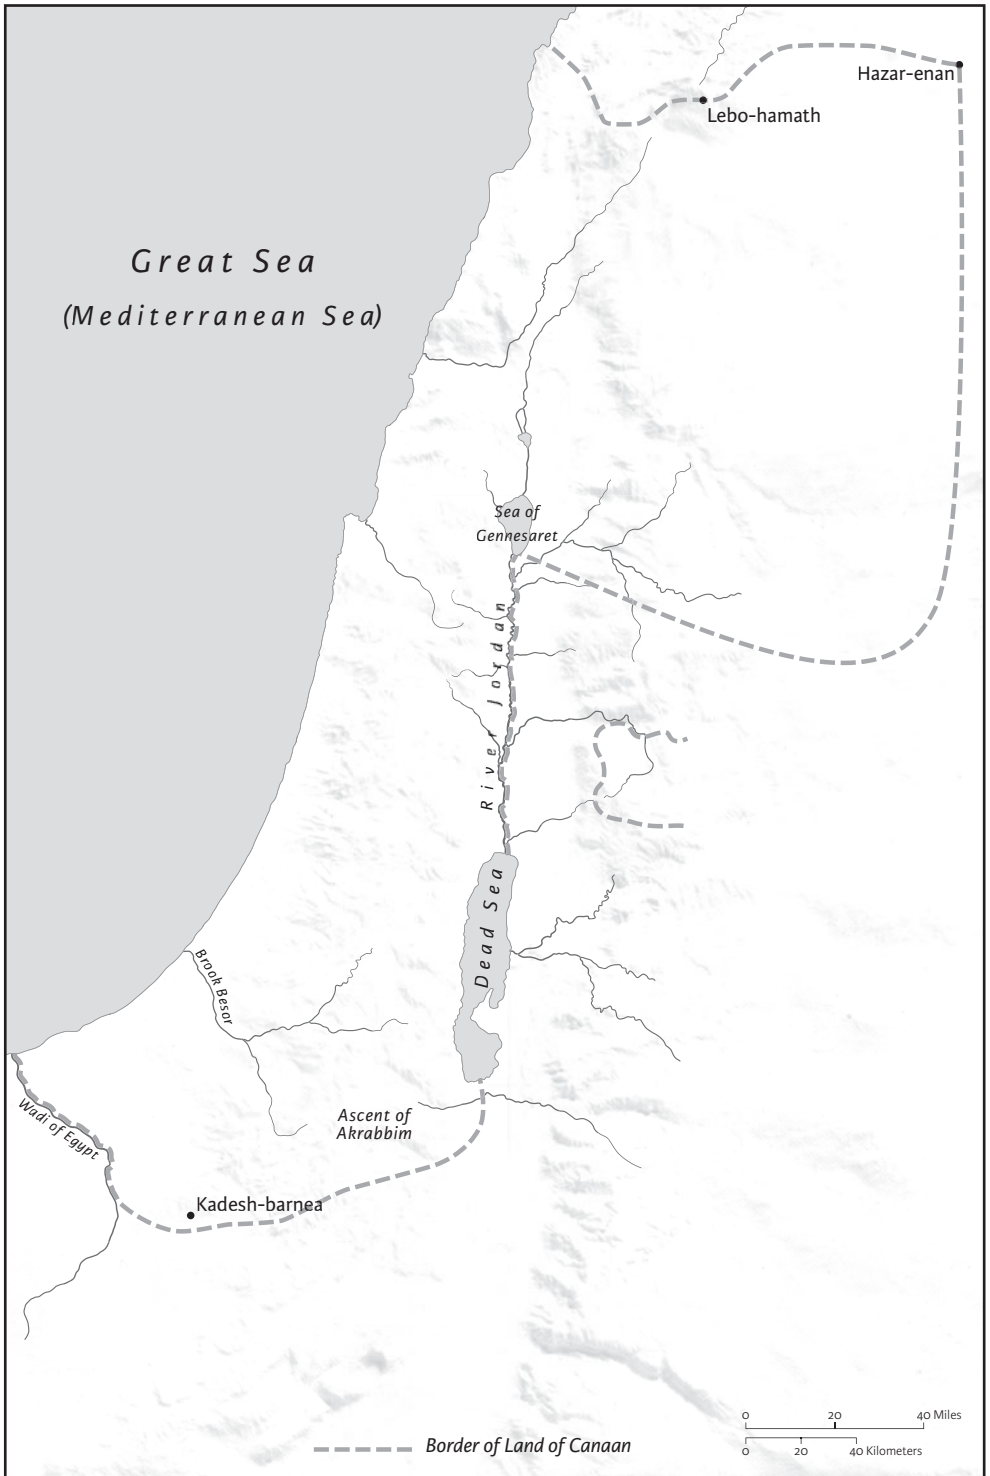 Hazar-enan
Lebo-hamath
Great Sea
(Mediterranean Sea)
Sea of
Gennesaret
River Jordan
Dead Sea
Brook Besar
Wadi of Egypt
Ascent of
Akrabbim
Kadesh-barnea
0 20 40 Miles
0 20 40 Kilometers
Border of Land of Canaan